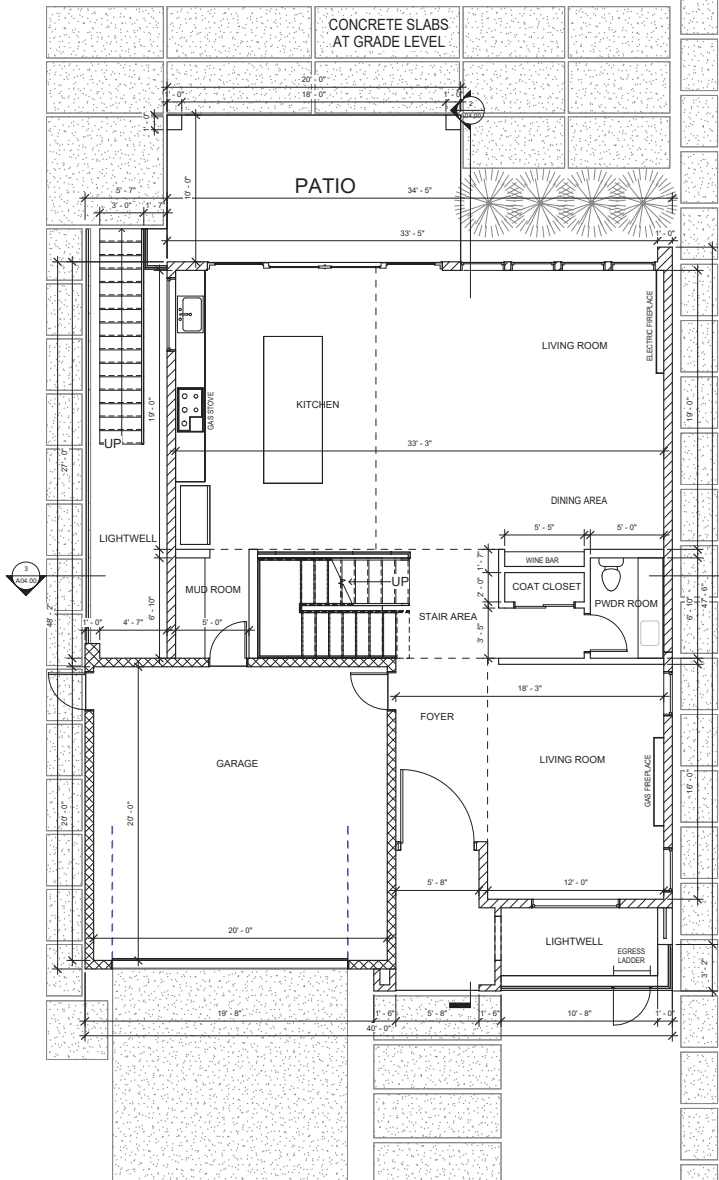 CONCRETE SLABS
AT GRADE LEVEL
20' - 0"
1' - 0"
18' - 0"
1' - 0"
2
A04.00
1' - 0"
10' - 0"
PATIO
5' - 7"
34' - 5"
3' - 0"
1' - 7"
33' - 5"
1' - 0"
LIVING ROOM
ELECTRIC FIREPLACE
KITCHEN
GAS STOVE
19' - 0"
19' - 0"
UP
33' - 3"
27' - 0"
DINING AREA
LIGHTWELL
5' - 5"
5' - 0"
1' - 7"
WINE BAR
3
A04.00
MUD ROOM
UP
2' - 0"
COAT CLOSET
PWDR ROOM
STAIR AREA
48' - 2"
6' - 10"
3' - 5"
6' - 10"
47' - 6"
1' - 0"
4' - 7"
5' - 0"
18' - 3"
FOYER
GARAGE
LIVING ROOM
GAS FIREPLACE
16' - 0"
20' - 0"
20' - 0"
5' - 8"
12' - 0"
20' - 0"
LIGHTWELL
EGRESS
LADDER
3' - 2"
19' - 8"
1' - 6"
5' - 8"
1' - 6"
10' - 8"
1' - 0"
40' - 0"